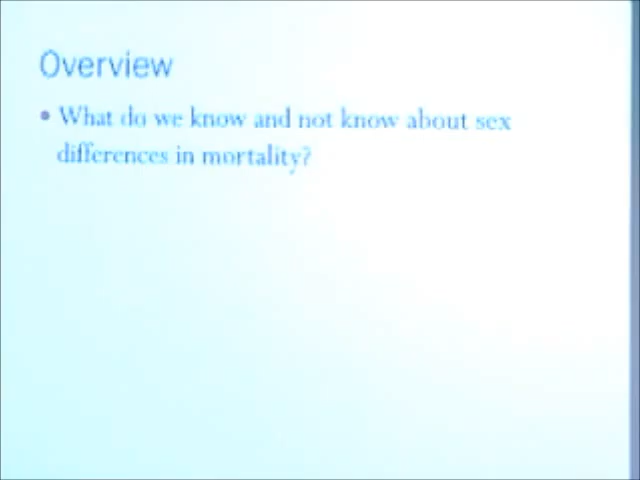 Overview
• What do we know and not know about sex
differences in mortality?